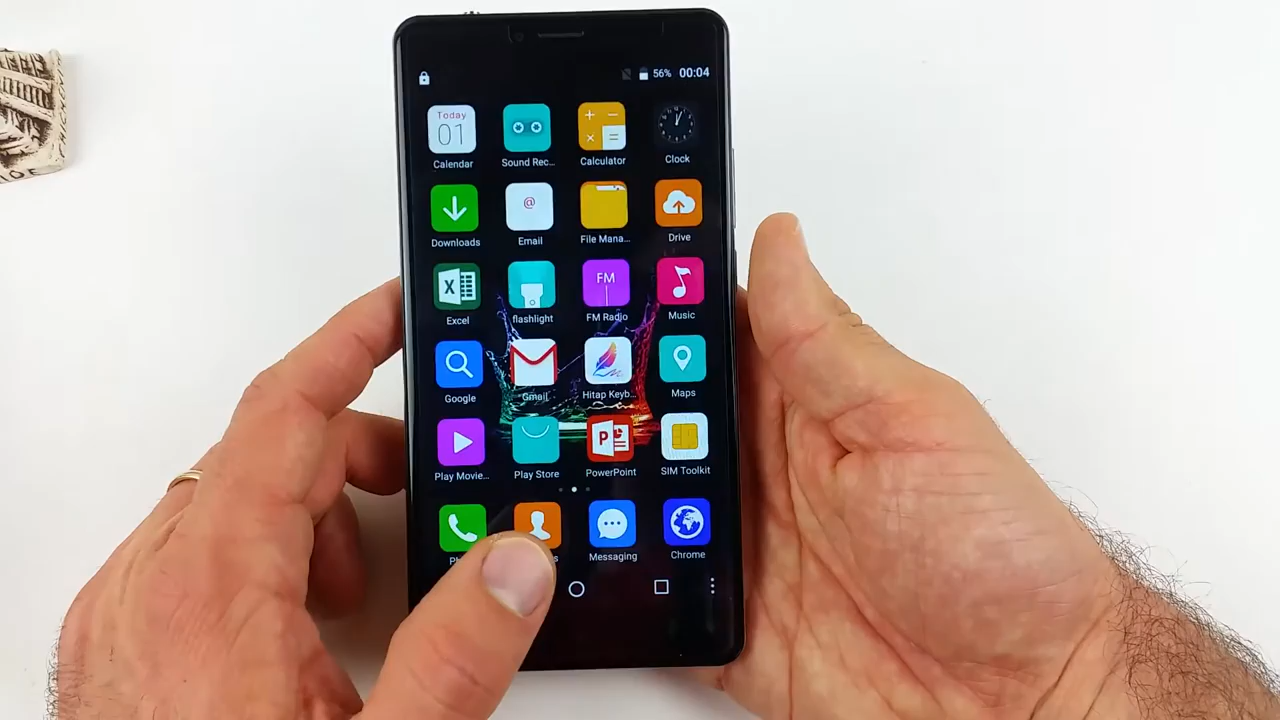 56% 00:04
Today
01
Calendar
Sound Rec...
Calculator
Clock
@
Downloads
Email
File Mana...
Drive
X
FM
Excel
flashlight
FM Radio
Music
Google
Gmail
Hitap Keyb...
Maps
P
Play Movie...
Play Store
PowerPoint
SIM Toolkit
Messaging
Chrome